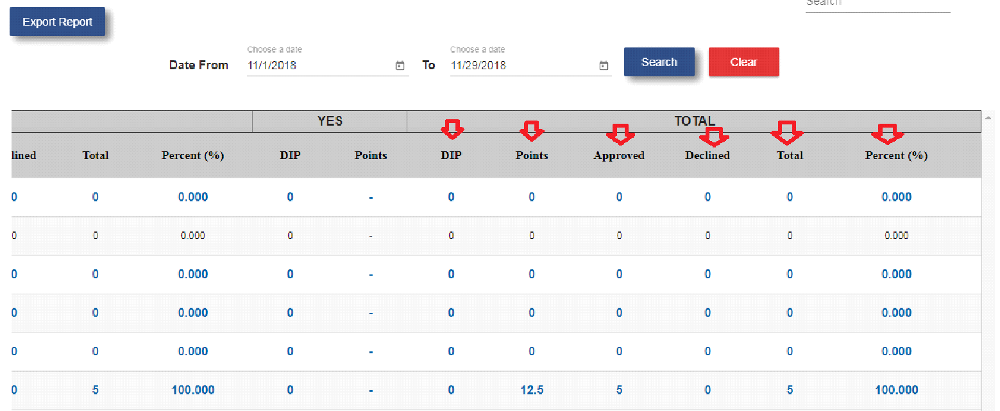 Search
Export Report
Choose a date Choose a date
Date From 11/1/2018 To 11/29/2018 Search Clear
YES TOTAL
lined Total Percent (%) DIP Points DIP Points Approved Declined Total Percent (%)
0 0 0.000 0 - 0 0 0 0 0 0.000
0 0 0.000 0 - 0 0 0 0 0 0.000
0 0 0.000 0 - 0 0 0 0 0 0.000
0 0 0.000 0 - 0 0 0 0 0 0.000
0 0 0.000 0 - 0 0 0 0 0 0.000
0 5 100.000 0 - 0 12.5 5 0 5 100.000